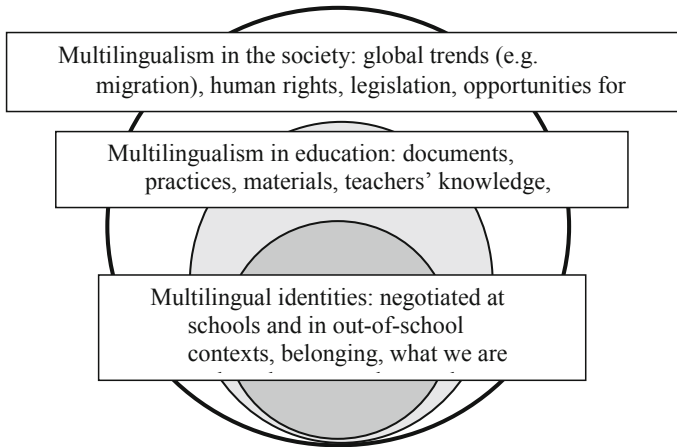 Multilingualism in the society: global trends (e.g.
migration), human rights, legislation, opportunities for
Multilingualism in education: documents,
practices, materials, teachers’ knowledge,
Multilingual identities: negotiated at
schools and in out-of-school
contexts, belonging, what we are